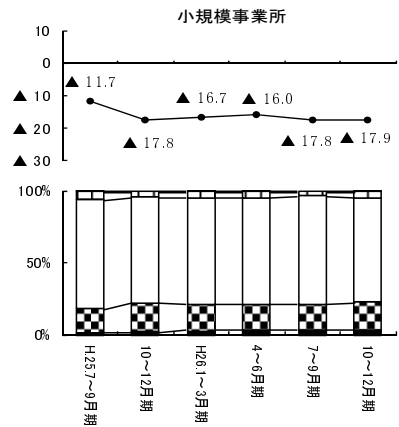 小規模事業所
10
0
▲ 10
▲ 20
▲ 30
▲ 11.7
▲ 17.8
▲ 16.7
▲ 16.0
▲ 17.8
▲ 17.9
100%
50%
0%
H25.7～9月期
10～12月期
H26.1～3月期
4～6月期
7～9月期
10～12月期